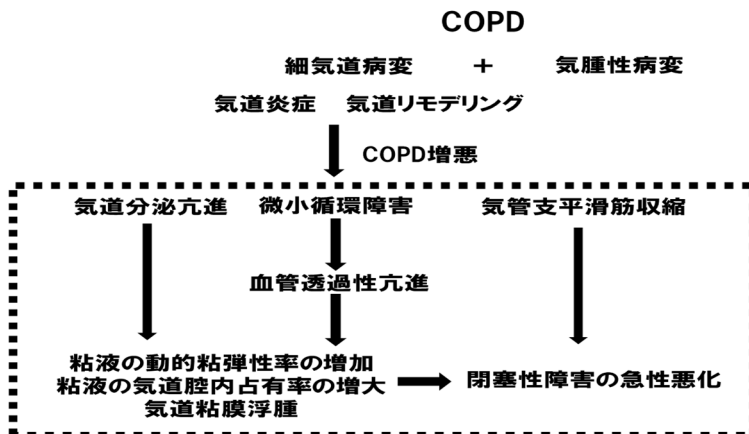 COPD
細気道病変 + 気腫性病変
気道炎症 気道リモデリング
COPD増悪
気道分泌亢進 微小循環障害 気管支平滑筋収縮
血管透過性亢進
粘液の動的粘弾性率の増加
粘液の気道腔内占有率の増大
気道粘膜浮腫
閉塞性障害の急性悪化